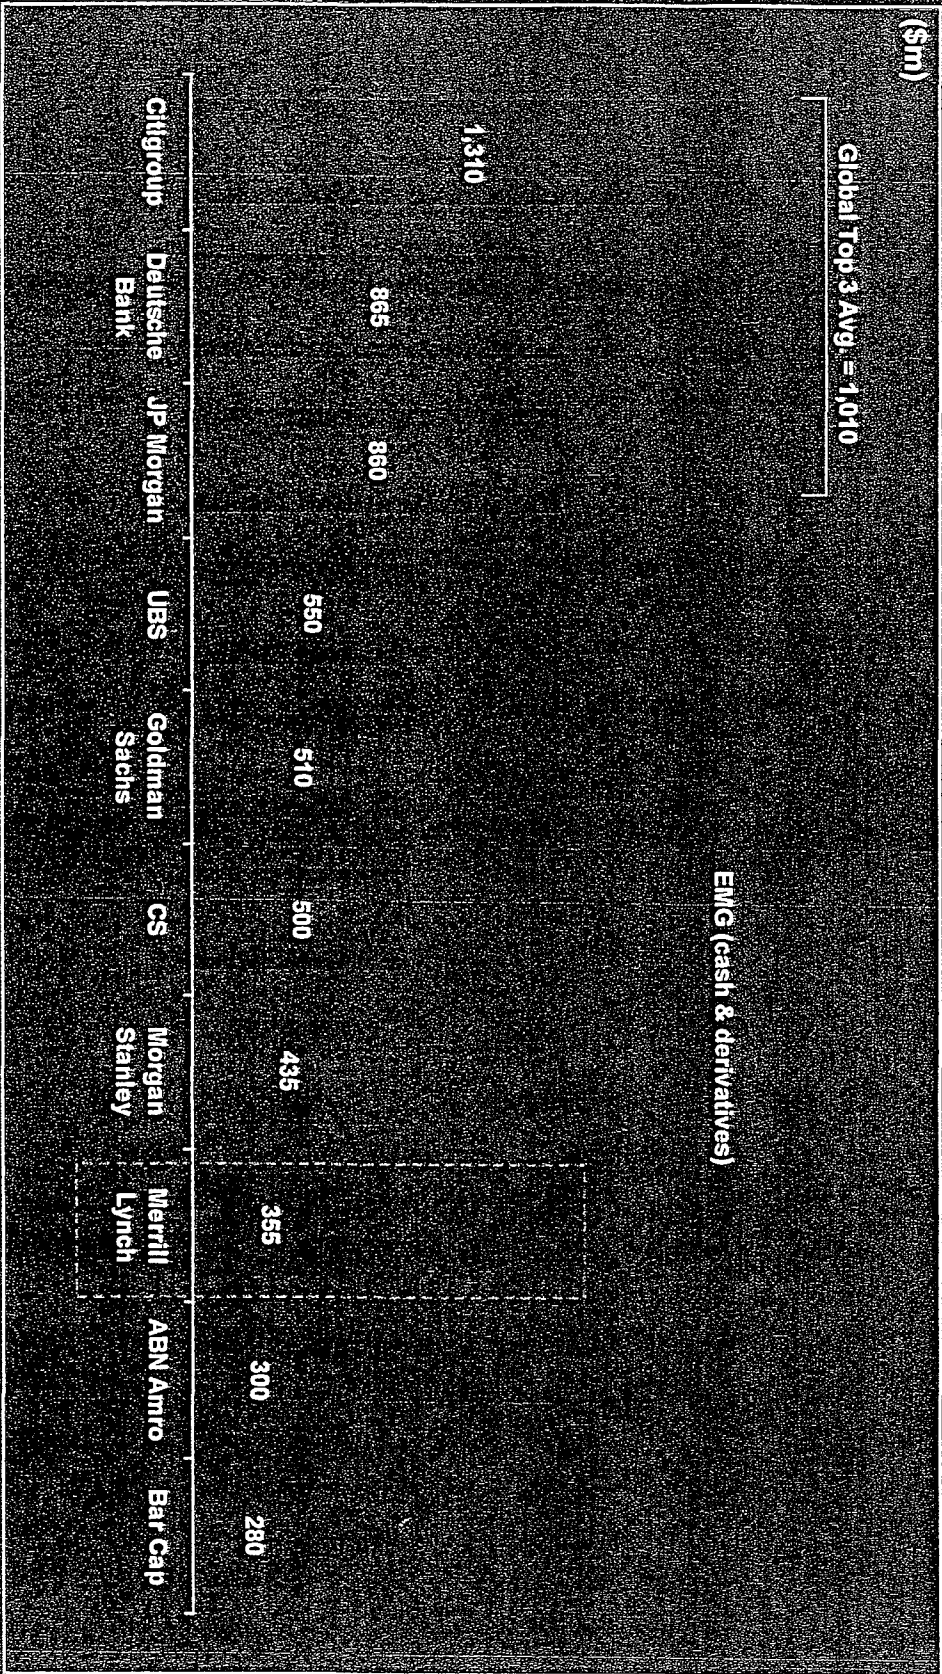 ($m)
Global Top 3 Avg. = 1,010
EMG (cash & derivatives)
1,310
865
860
550
510
500
435
355
300
280
Citigroup
Deutsche
Bank
JP Morgan
UBS
Goldman
Sachs
CS
Morgan
Stanley
Merrill
Lynch
ABN Amro
Bar Cap